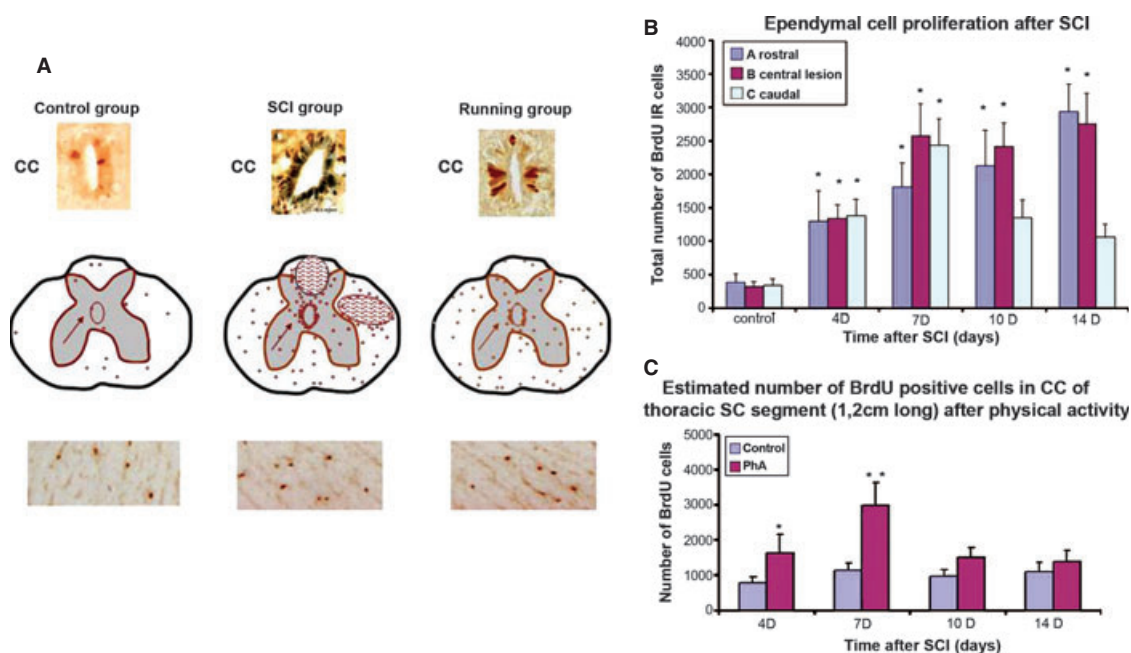 A
Control group
SCI group
Running group
CC
CC
CC
B
Ependymal cell proliferation after SCI
Total number of BrdU IR cells
4000
3500
3000
2500
2000
1500
1000
500
0
A rostral
B central lesion
C caudal
* * *
* * *
* *
* *
control
4D
7D
10 D
14 D
Time after SCI (days)
C
Estimated number of BrdU positive cells in CC of
thoracic SC segment (1,2cm long) after physical activity
Number of BrdU cells
5000
4000
3000
2000
1000
0
Control
PhA
*
* *
4D
7D
10 D
14 D
Time after SCI (days)